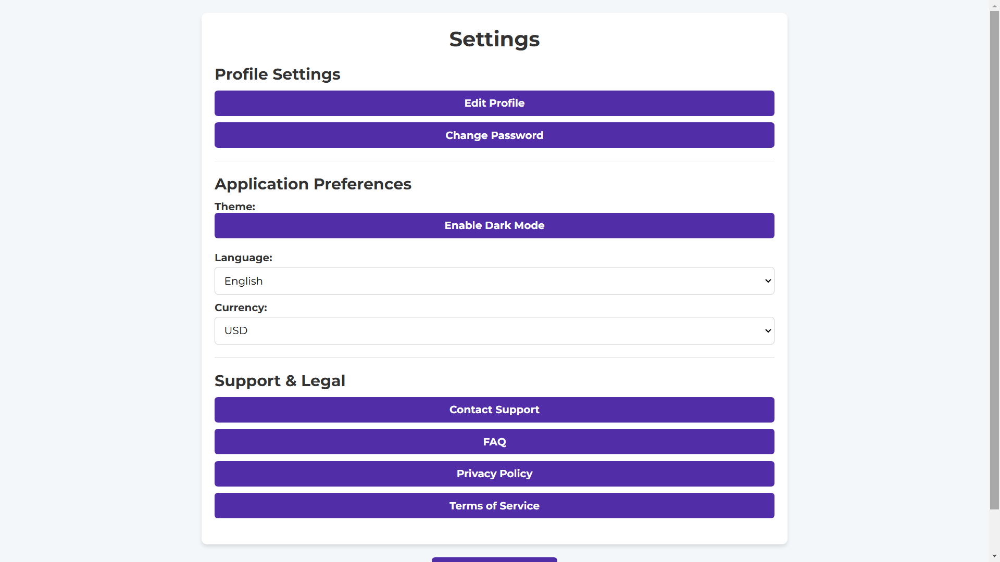 Settings
Profile Settings
Edit Profile
Change Password
Application Preferences
Theme:
Enable Dark Mode
Language:
English
Currency:
USD
Support & Legal
Contact Support
FAQ
Privacy Policy
Terms of Service